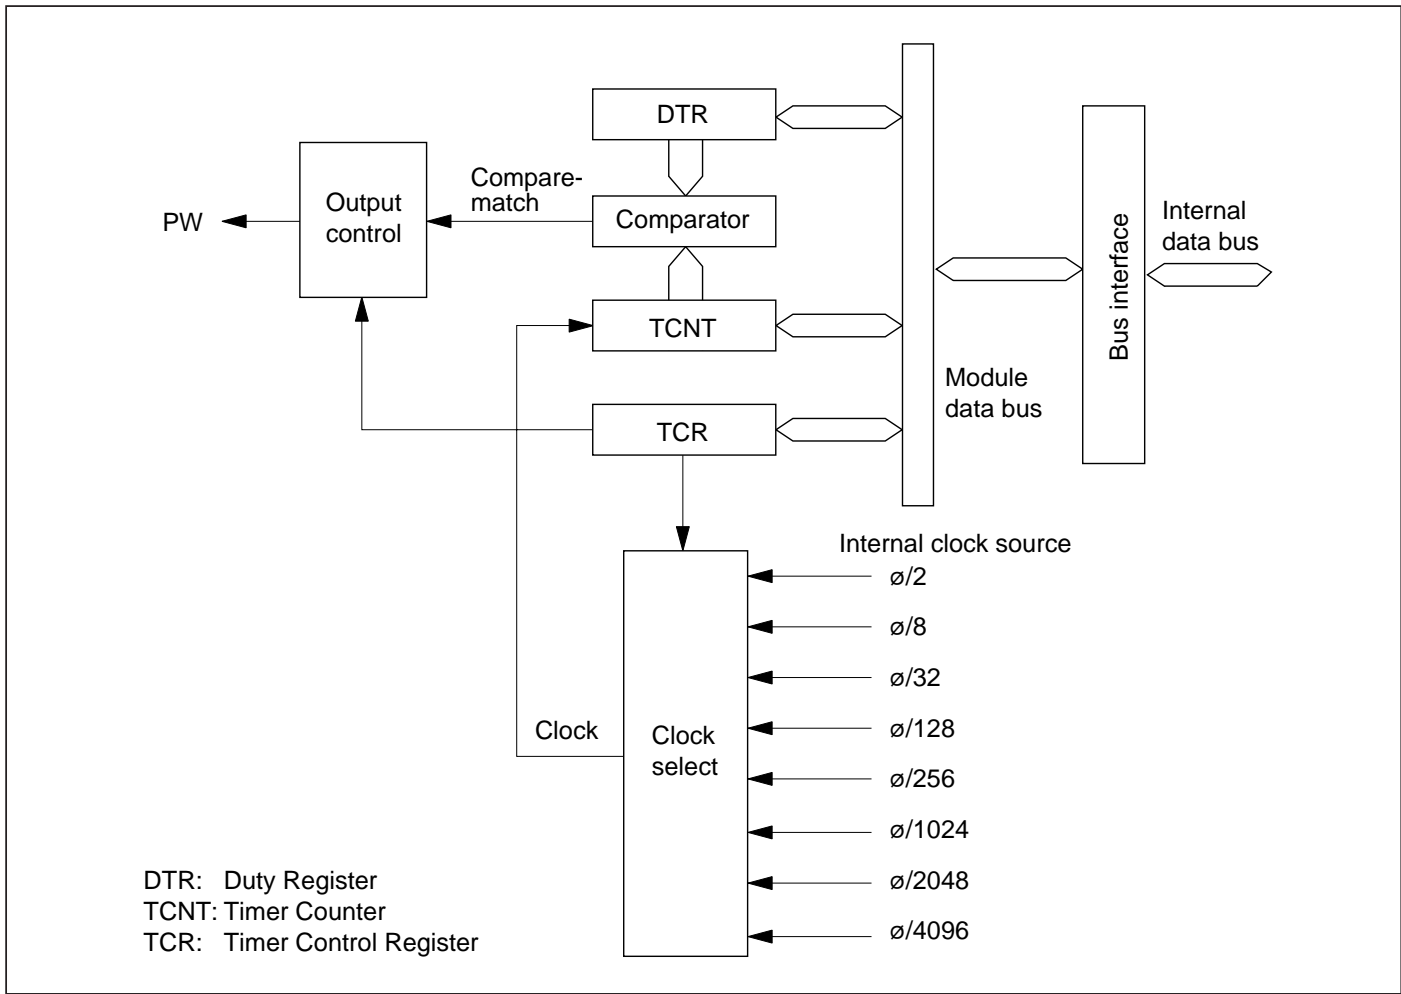 DTR
Compare-
match
Output
control
PW
Comparator
Internal
data bus
Bus interface
TCNT
Module
data bus
TCR
Internal clock source
ø/2
ø/8
ø/32
ø/128
Clock
Clock
select
ø/256
ø/1024
ø/2048
ø/4096
DTR: Duty Register
TCNT: Timer Counter
TCR: Timer Control Register